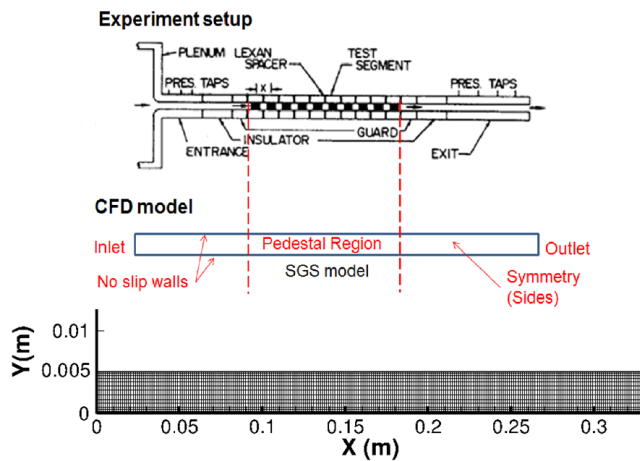 Experiment setup
PLENUM LEXAN SPACER
TEST SEGMENT
PRES. TAPS
X
PRES. TAPS
GUARD
INSULATOR
ENTRANCE
EXIT
CFD model
Inlet
Pedestal Region
Outlet
No slip walls
SGS model
Symmetry
(Sides)
Y(m)
0.01
0.005
0
0
0.05
0.1
0.15
0.2
0.25
0.3
X (m)